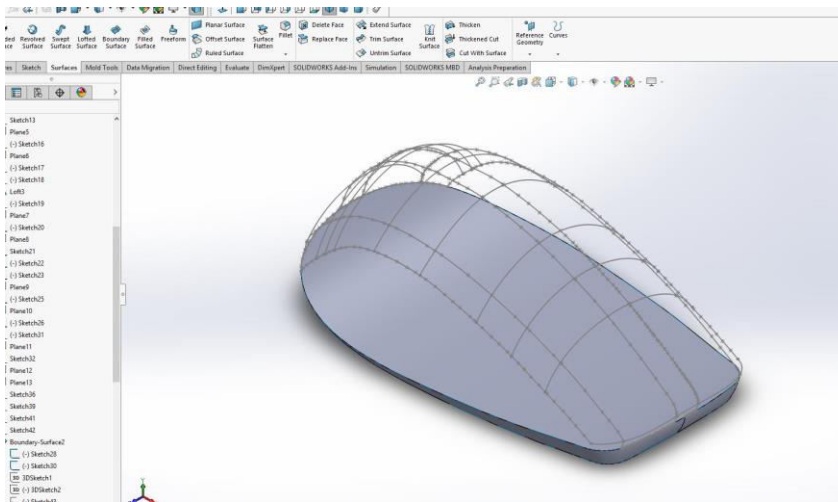 Planar Surface
Delete Face
Extend Surface
Thicken
Revolved Surface
Swept Surface
Lofted Surface
Boundary Surface
Filled Surface
Freeform
Offset Surface
Surface Flatten
Fillet
Replace Face
Trim Surface
Knit Surface
Thickened Cut
Reference Geometry
Curves
Ruled Surface
Untrim Surface
Cut With Surface
Sketch
Surfaces
Mold Tools
Data Migration
Direct Editing
Evaluate
DimXpert
SOLIDWORKS Add-Ins
Simulation
SOLIDWORKS MBD
Analysis Preparation
Sketch13
Plane5
(-) Sketch16
Plane6
(-) Sketch17
(-) Sketch18
Loft3
(-) Sketch19
Plane7
(-) Sketch20
Plane8
Sketch21
(-) Sketch22
(-) Sketch23
Plane9
(-) Sketch25
Plane10
(-) Sketch26
(-) Sketch31
Plane11
Sketch32
Plane12
Plane13
Sketch36
Sketch39
Sketch41
Sketch42
Boundary-Surface2
(-) Sketch28
(-) Sketch30
3D 3DSketch1
3D (-) 3DSketch2